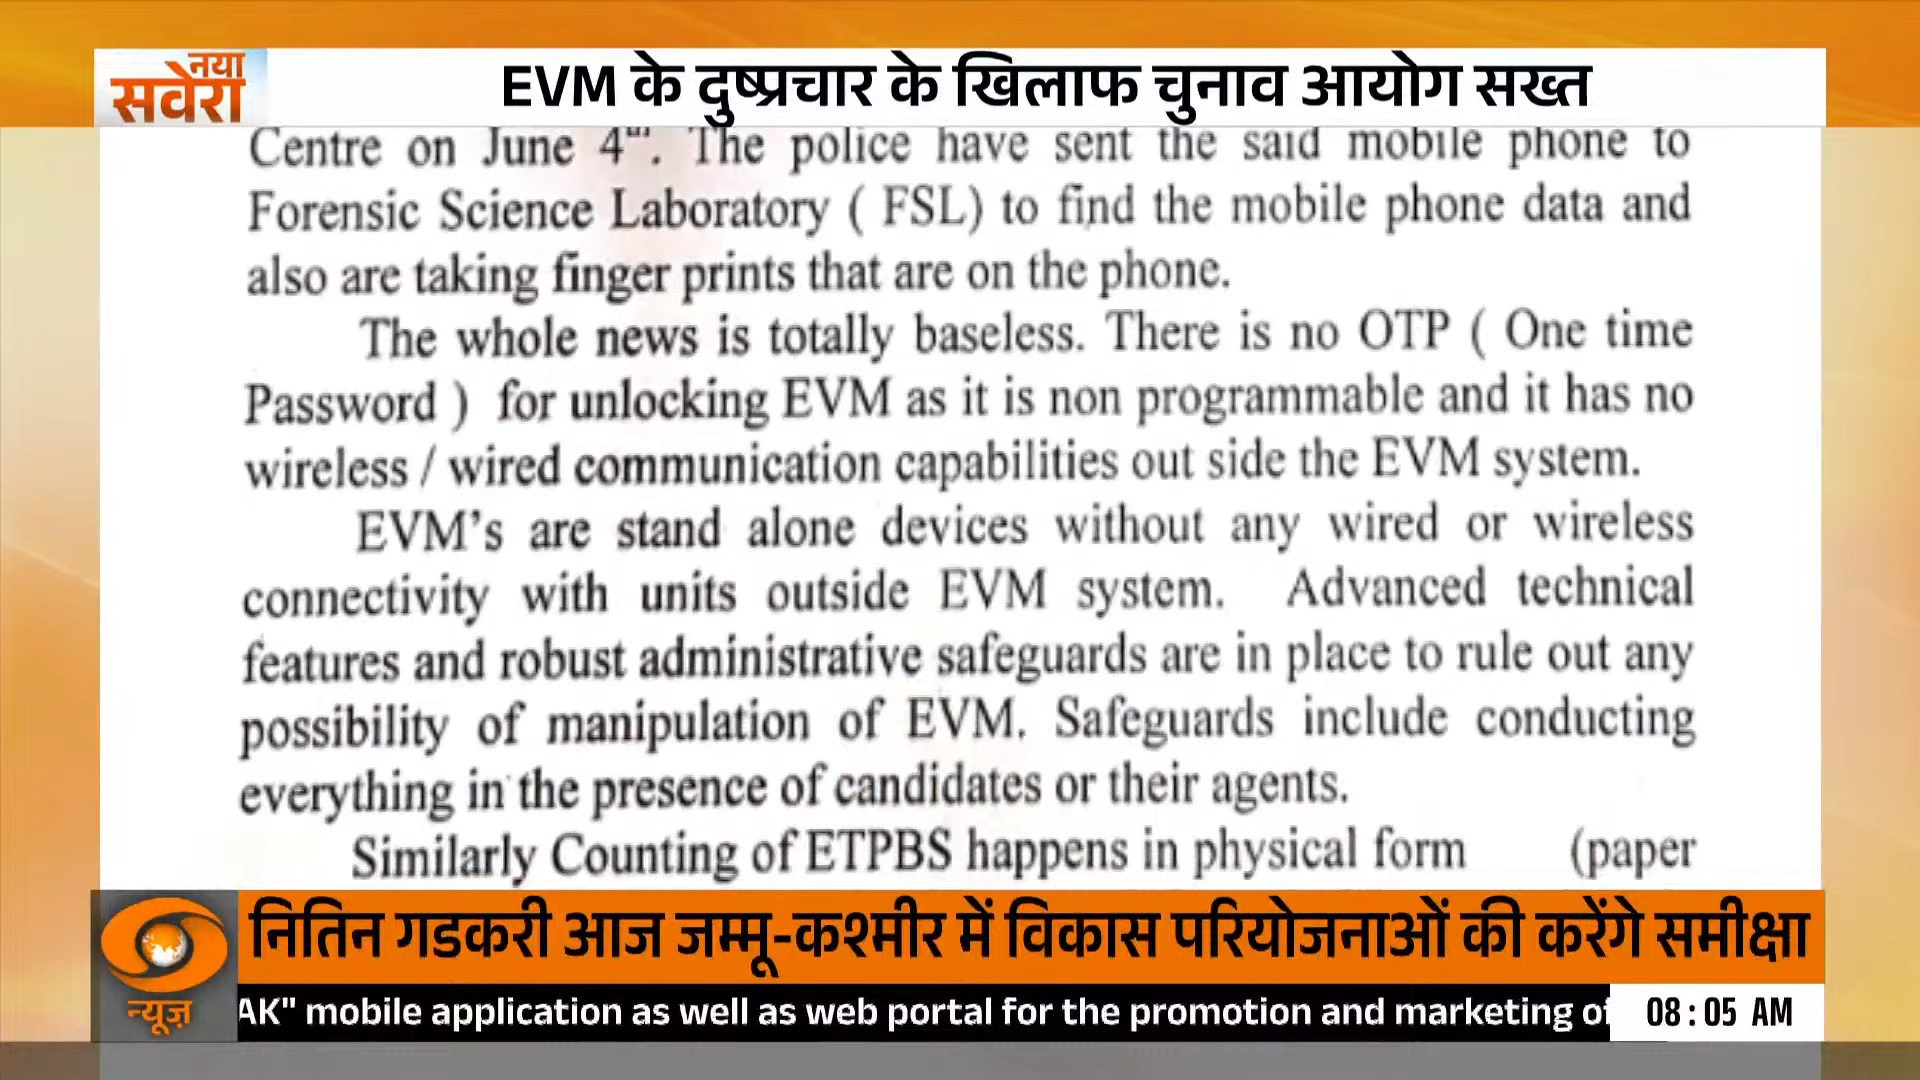 नया
सवेरा
EVM के दुष्प्रचार के खिलाफ चुनाव आयोग सख्त
Centre on June 4th. The police have sent the said mobile phone to
Forensic Science Laboratory ( FSL) to find the mobile phone data and
also are taking finger prints that are on the phone.
The whole news is totally baseless. There is no OTP ( One time
Password ) for unlocking EVM as it is non programmable and it has no
wireless / wired communication capabilities out side the EVM system.
EVM's are stand alone devices without any wired or wireless
connectivity with units outside EVM system. Advanced technical
features and robust administrative safeguards are in place to rule out any
possibility of manipulation of EVM. Safeguards include conducting
everything in the presence of candidates or their agents.
Similarly Counting of ETPBS happens in physical form (paper
नितिन गडकरी आज जम्मू-कश्मीर में विकास परियोजनाओं की करेंगे समीक्षा
न्यूज़
AK" mobile application as well as web portal for the promotion and marketing of
08:05 AM